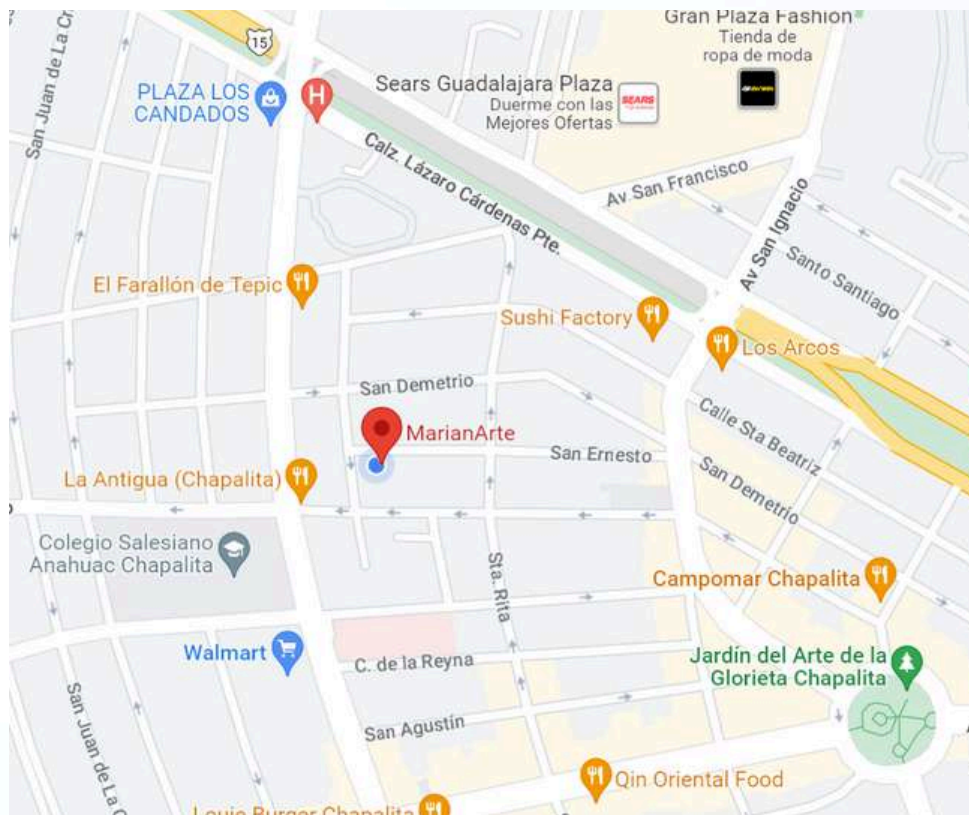 Gran Plaza Fashion
Tienda de
ropa de moda
San Juan de La Cr
15
PLAZA LOS
CANDADOS
H
Sears Guadalajara Plaza
Duerme con las
Mejores Ofertas
SEARS
Calz. Lázaro Cárdenas Pte.
Av San Francisco
Av San Ignacio
Santo Santiago
El Farallón de Tepic
Sushi Factory
Los Arcos
San Demetrio
MarianArte
San Ernesto
Calle Sta Beatriz
San Demetrio
La Antigua (Chapalita)
Colegio Salesiano
Anahuac Chapalita
Sta. Rita
Campomar Chapalita
Walmart
C. de la Reyna
Jardín del Arte de la
Glorieta Chapalita
San Juan de La C
San Agustín
Qin Oriental Food
Louie Burger Chapalita